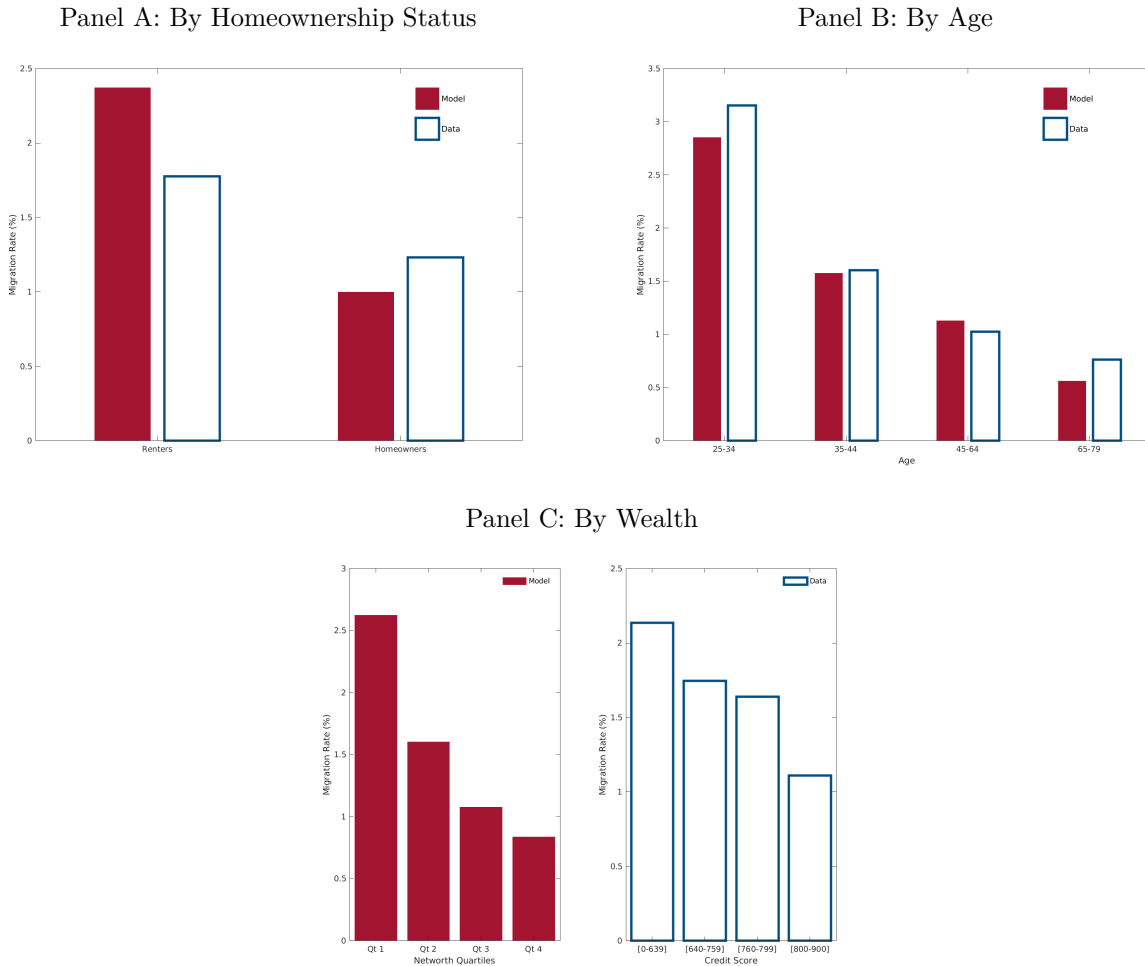 Panel A: By Homeownership Status
2.5
2
1.5
1
0.5
0
Migration Rate (%)
Model
Data
Renters
Homeowners
Panel B: By Age
3.5
3
2.5
2
1.5
1
0.5
0
Migration Rate (%)
Model
Data
25-34
35-44
45-64
65-79
Age
Panel C: By Wealth
3
2.5
2
1.5
1
0.5
0
Migration Rate (%)
Model
Qt 1
Qt 2
Qt 3
Qt 4
Networth Quartiles
2.5
2
1.5
1
0.5
0
Migration Rate (%)
Data
[0-639]
[640-759]
[760-799]
[800-900]
Credit Score